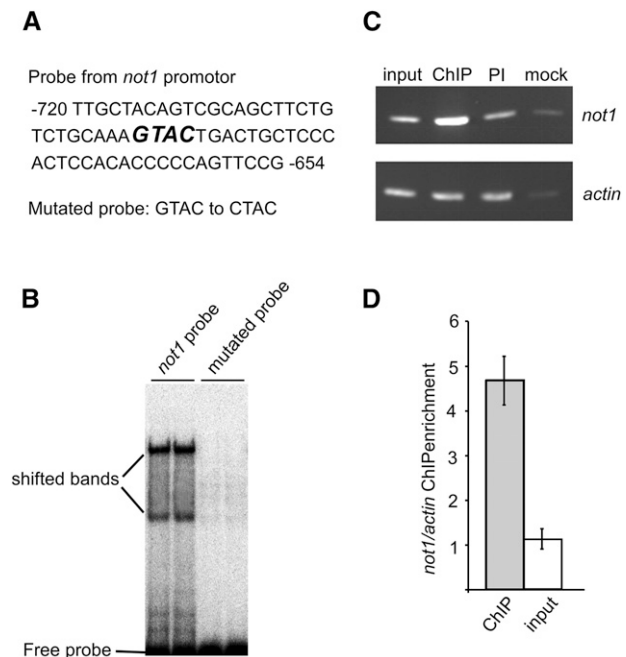 A
Probe from not1 promotor
-720 TTGCTACAGTCGCAGCTTCTG
TCTGCAAAGTACTGACTGCTCCC
ACTCCACACCCCCAGTTCCG -654
Mutated probe: GTAC to CTAC
B
not1 probe
mutated probe
shifted bands
Free probe
C
input ChIP PI mock
not1
actin
D
not1/actin ChIPenrichment
6
5
4
3
2
1
ChIP
input